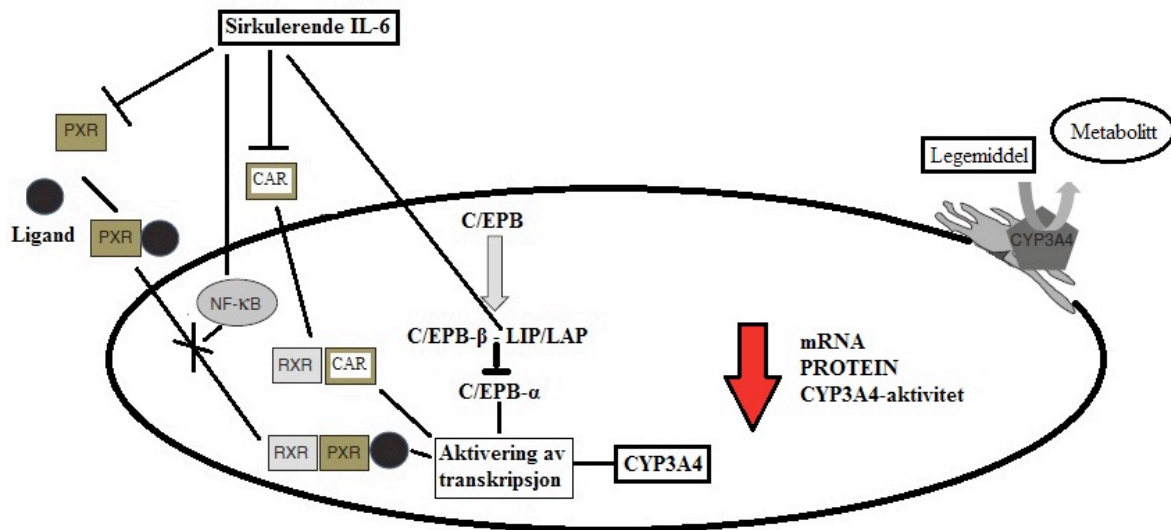 Sirkulerende IL-6
PXR
CAR
Ligand
PXR
NF-κB
RXR CAR
RXR PXR
C/EPB
C/EPB-β - LIP/LAP
C/EPB-α
Aktivering av
transkripsjon
CYP3A4
mRNA
PROTEIN
CYP3A4-aktivitet
Legemiddel
Metabolitt
CYP3A4